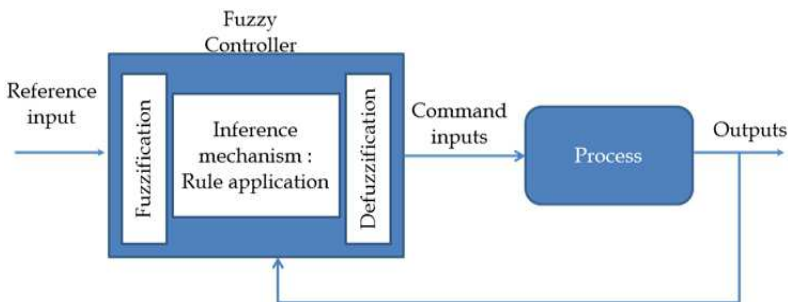 Fuzzy
Controller
Reference
input
Fuzzification
Inference
mechanism :
Rule application
Defuzzification
Command
inputs
Process
Outputs